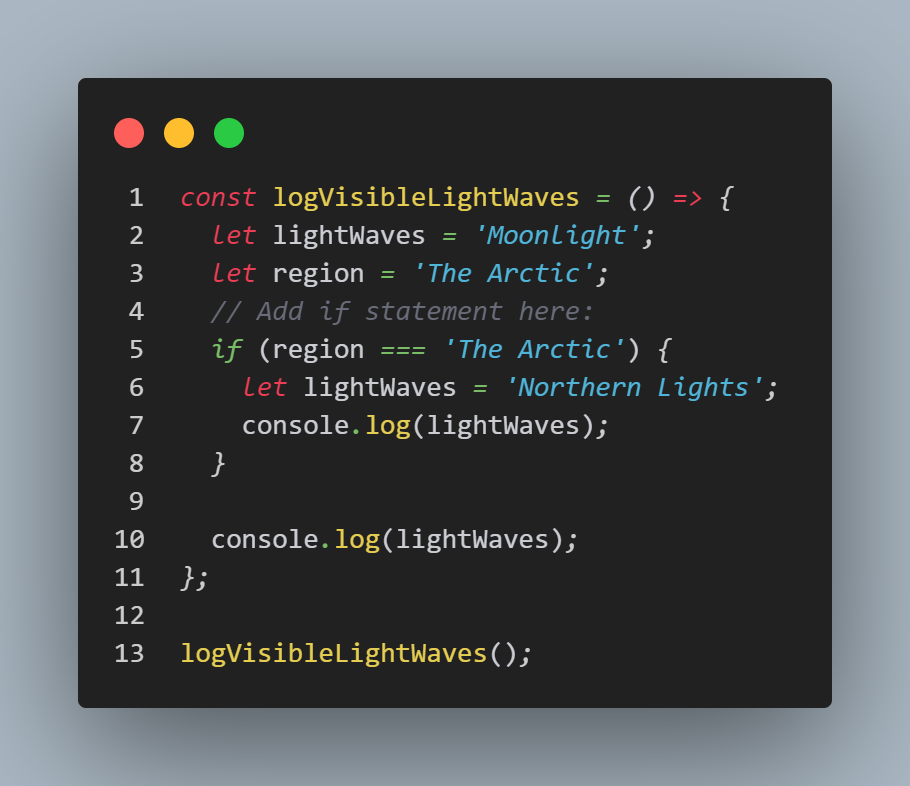 1 const logVisibleLightWaves = () => {
2   let lightWaves = 'Moonlight';
3   let region = 'The Arctic';
4   // Add if statement here:
5   if (region === 'The Arctic') {
6     let lightWaves = 'Northern Lights';
7     console.log(lightWaves);
8   }
9
10   console.log(lightWaves);
11 };
12
13 logVisibleLightWaves();